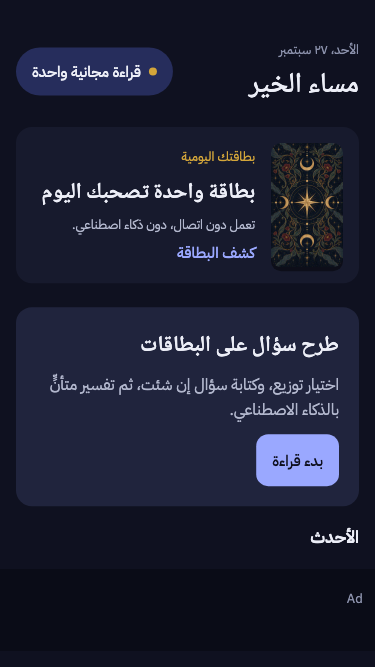 الأحد، ٢٧ سبتمبر
مساء الخير
قراءة مجانية واحدة
بطاقتك اليومية
بطاقة واحدة تصحبك اليوم
تعمل دون اتصال، دون ذكاء اصطناعي.
كشف البطاقة
طرح سؤال على البطاقات
اختيار توزيع، وكتابة سؤال إن شئت، ثم تفسير متأنٍّ
بالذكاء الاصطناعي.
بدء قراءة
الأحدث
Ad